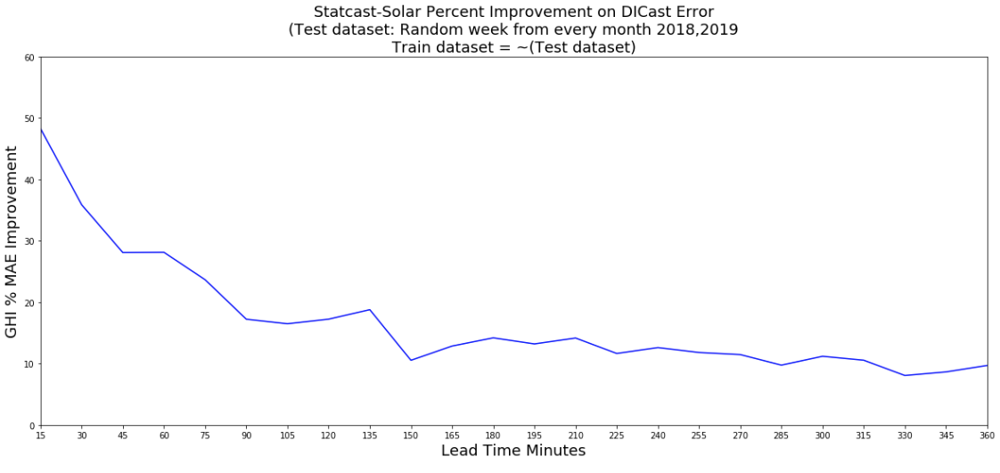 Statcast-Solar Percent Improvement on DICast Error
(Test dataset: Random week from every month 2018,2019
Train dataset = ~(Test dataset)
GHI % MAE Improvement
60
50
40
30
20
10
0
15 30 45 60 75 90 105 120 135 150 165 180 195 210 225 240 255 270 285 300 315 330 345 360
Lead Time Minutes